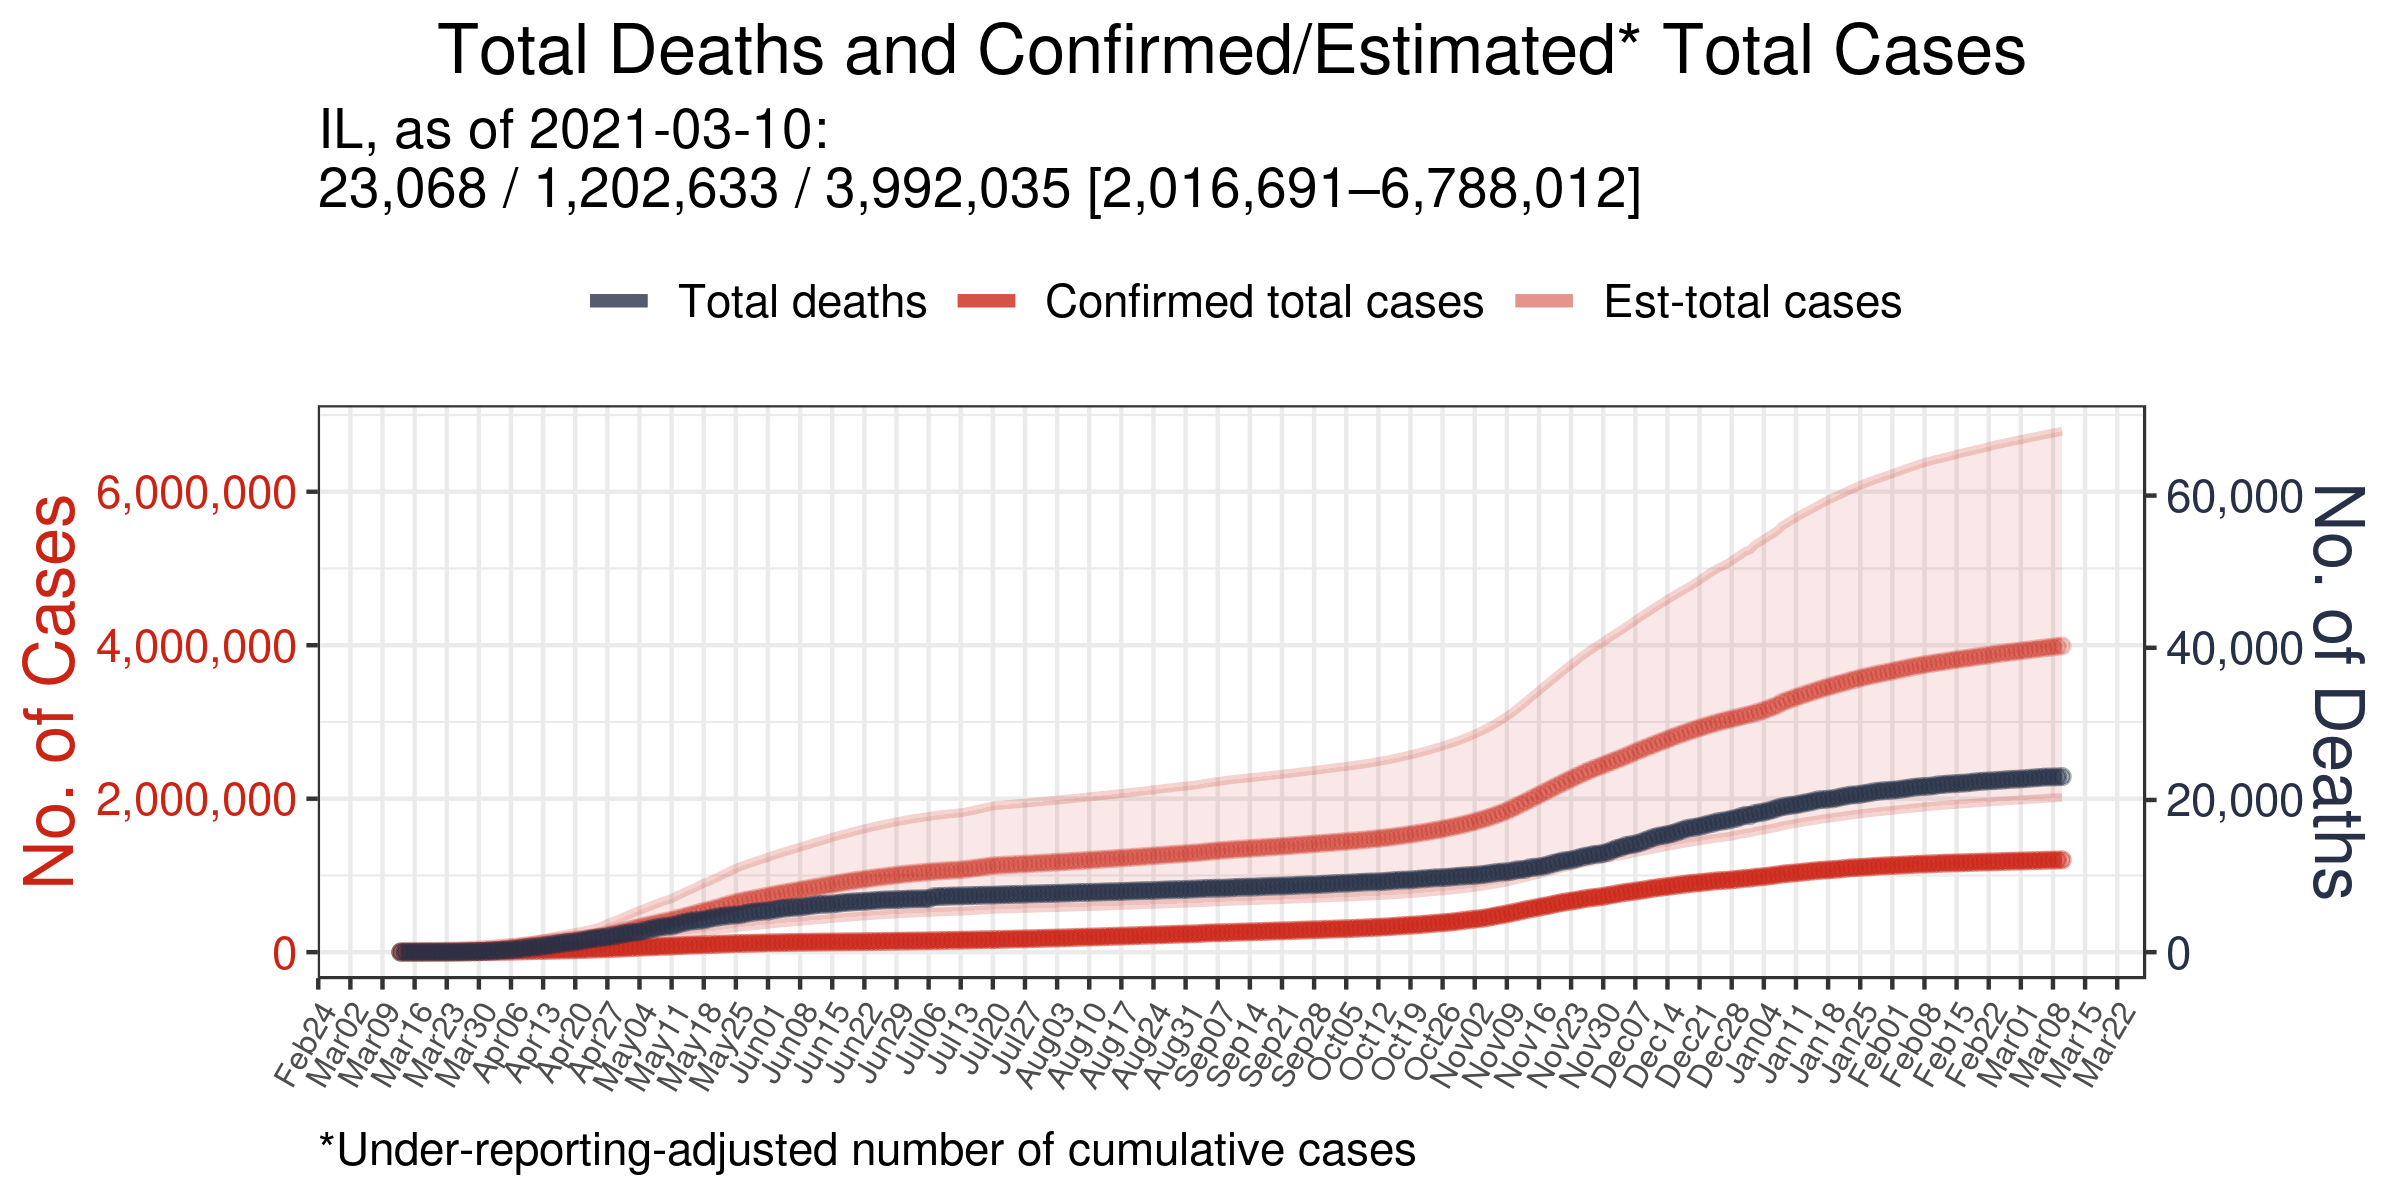 Total Deaths and Confirmed/Estimated* Total Cases
IL, as of 2021-03-10:
23,068 / 1,202,633 / 3,992,035 [2,016,691–6,788,012]
Total deaths
Confirmed total cases
Est-total cases
No. of Cases
6,000,000
4,000,000
2,000,000
0
60,000
40,000
20,000
0
No. of Deaths
Feb24
Mar02
Mar09
Mar16
Mar23
Mar30
Apr06
Apr13
Apr20
Apr27
May04
May11
May18
May25
Jun01
Jun08
Jun15
Jun22
Jun29
Jul06
Jul13
Jul20
Jul27
Aug03
Aug10
Aug17
Aug24
Aug31
Sep07
Sep14
Sep21
Sep28
Oct05
Oct12
Oct19
Oct26
Nov02
Nov09
Nov16
Nov23
Nov30
Dec07
Dec14
Dec21
Dec28
Jan04
Jan11
Jan18
Jan25
Feb01
Feb08
Feb15
Feb22
Mar01
Mar08
Mar15
Mar22
*Under-reporting-adjusted number of cumulative cases